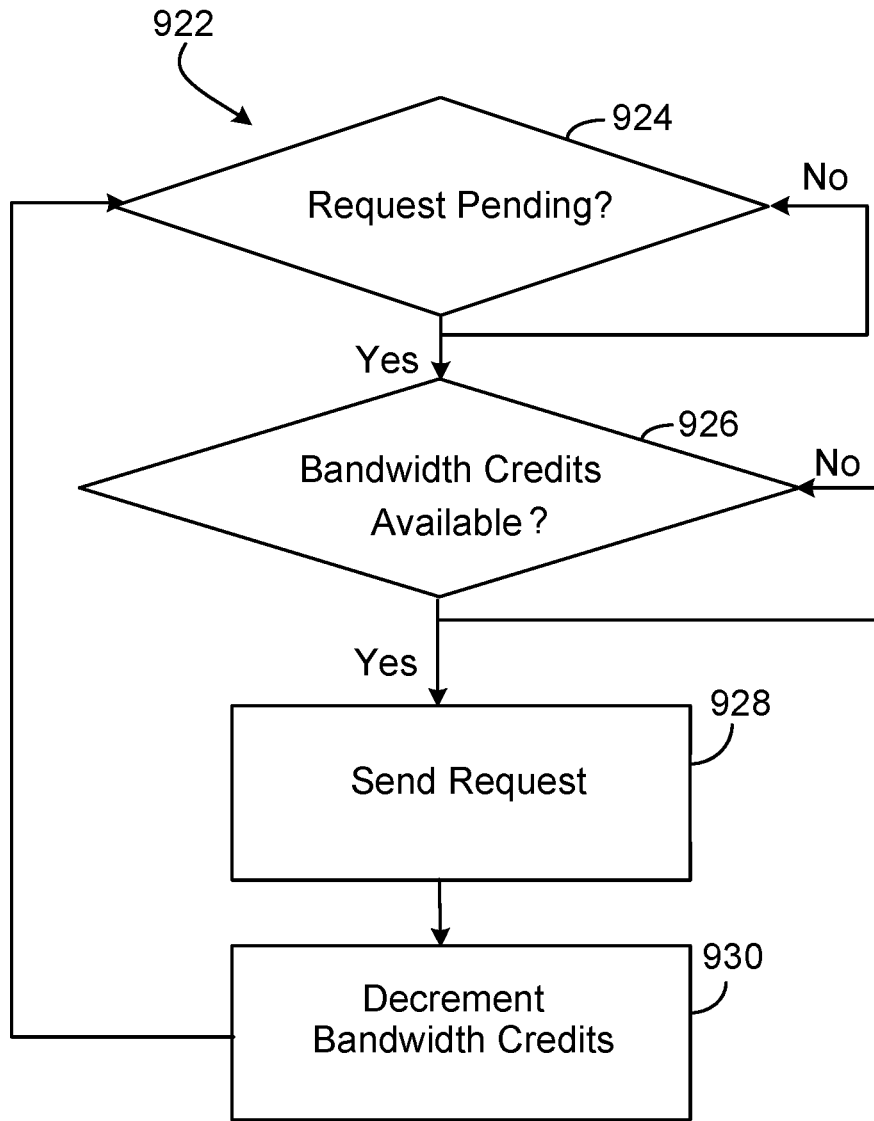 922
924
Request Pending?
No
Yes
926
Bandwidth Credits
Available?
No
Yes
928
Send Request
930
Decrement
Bandwidth Credits